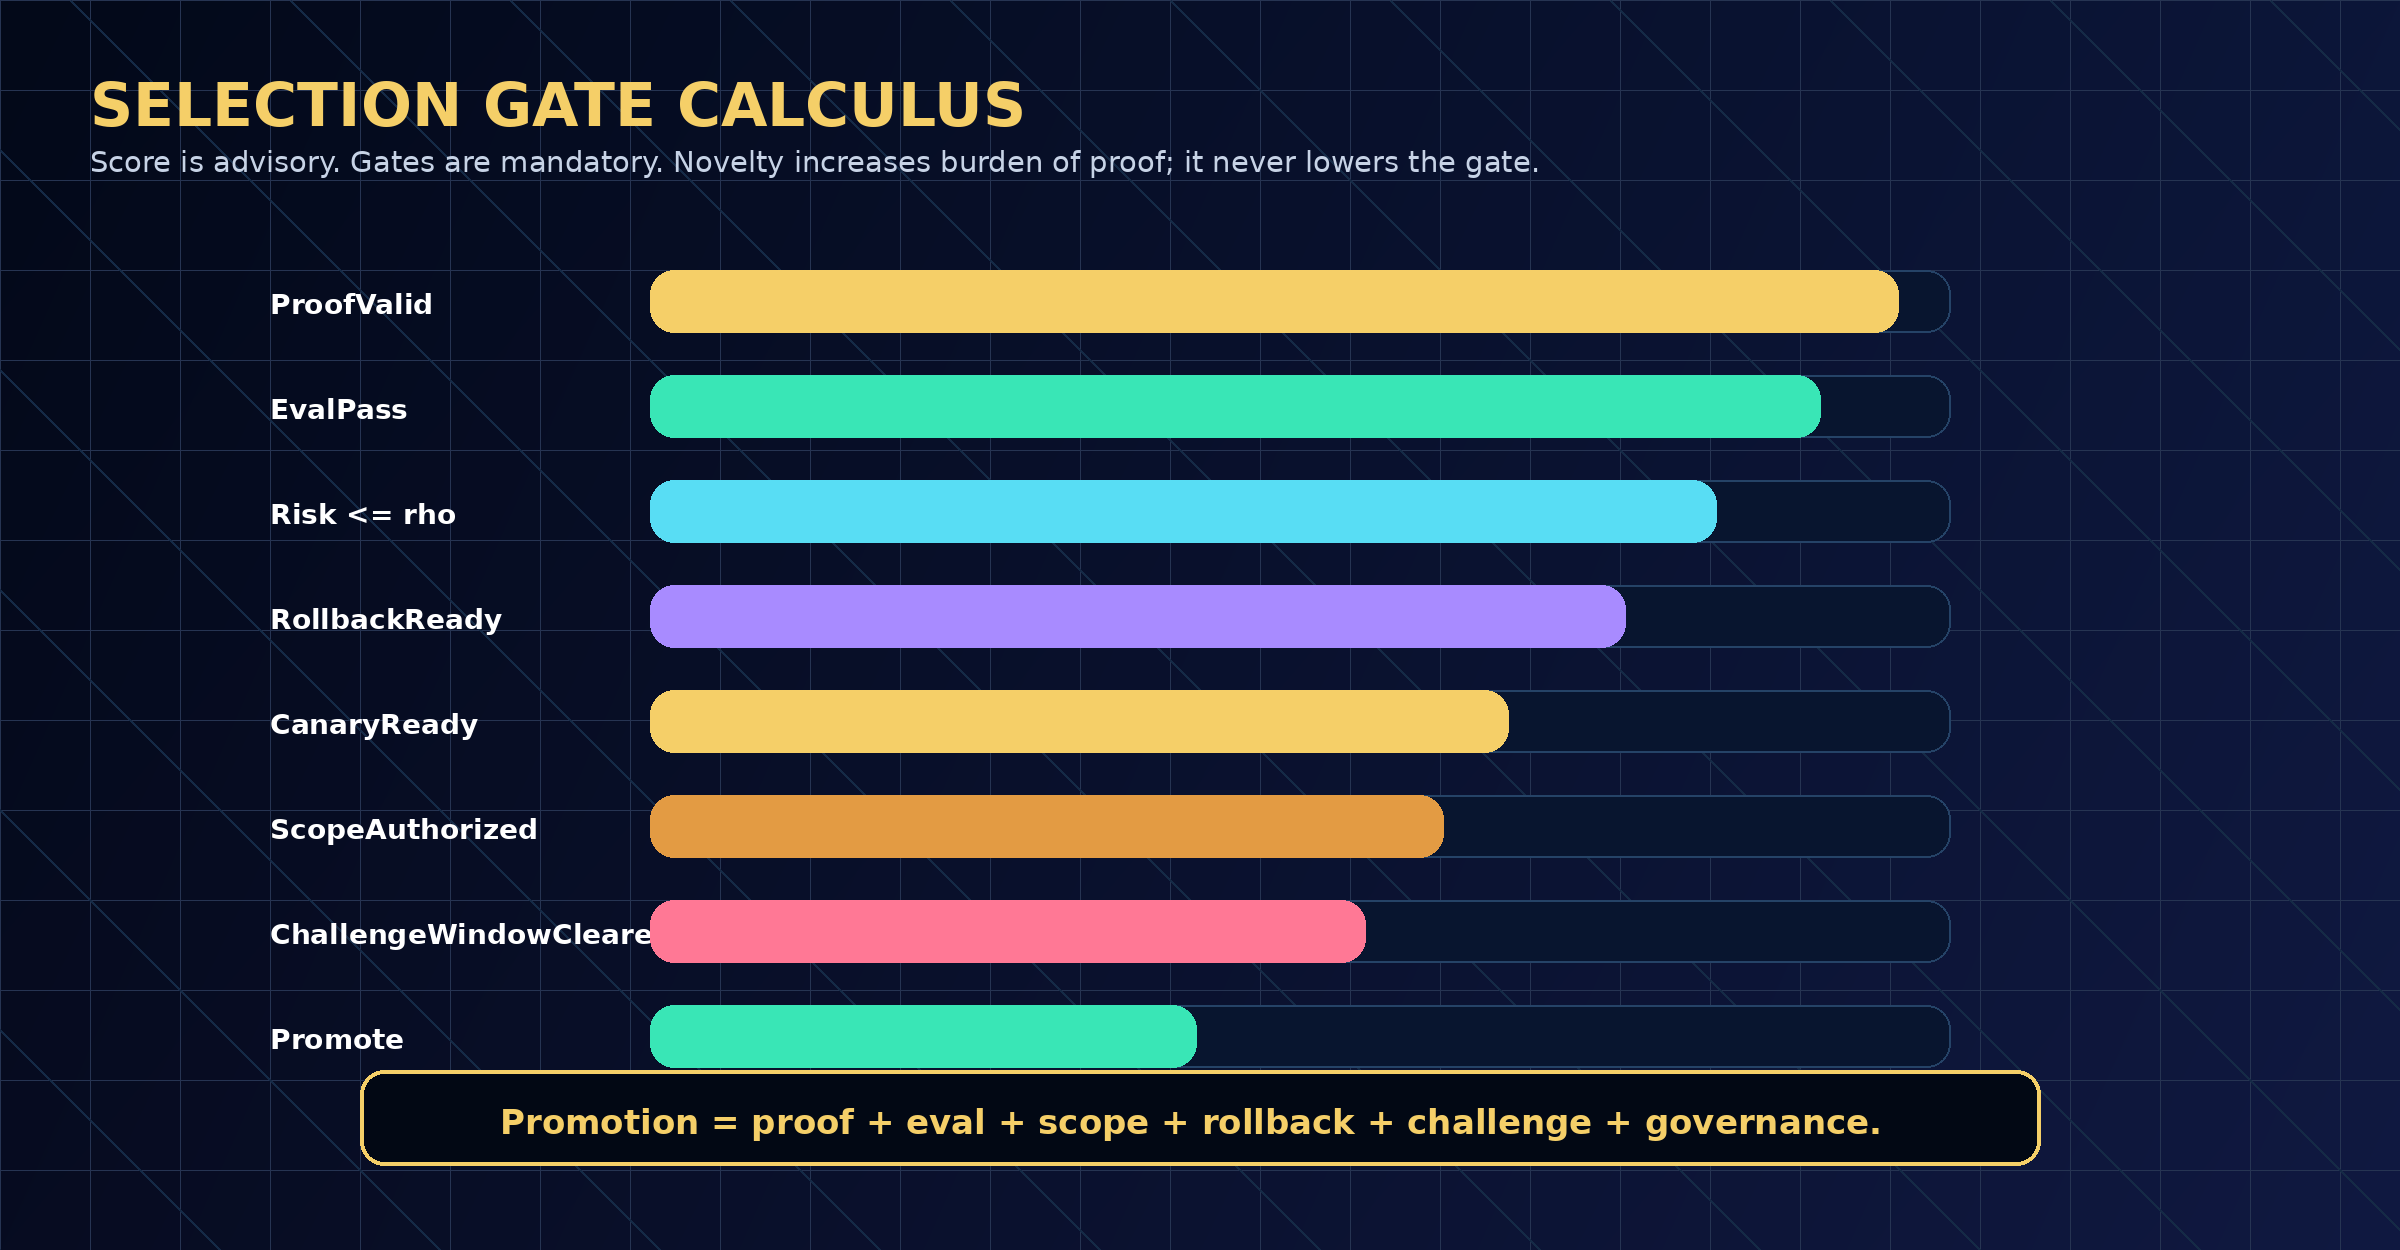 SELECTION GATE CALCULUS
Score is advisory. Gates are mandatory. Novelty increases burden of proof; it never lowers the gate.
ProofValid
EvalPass
Risk <= rho
RollbackReady
CanaryReady
ScopeAuthorized
ChallengeWindowCleare
Promote
Promotion = proof + eval + scope + rollback + challenge + governance.